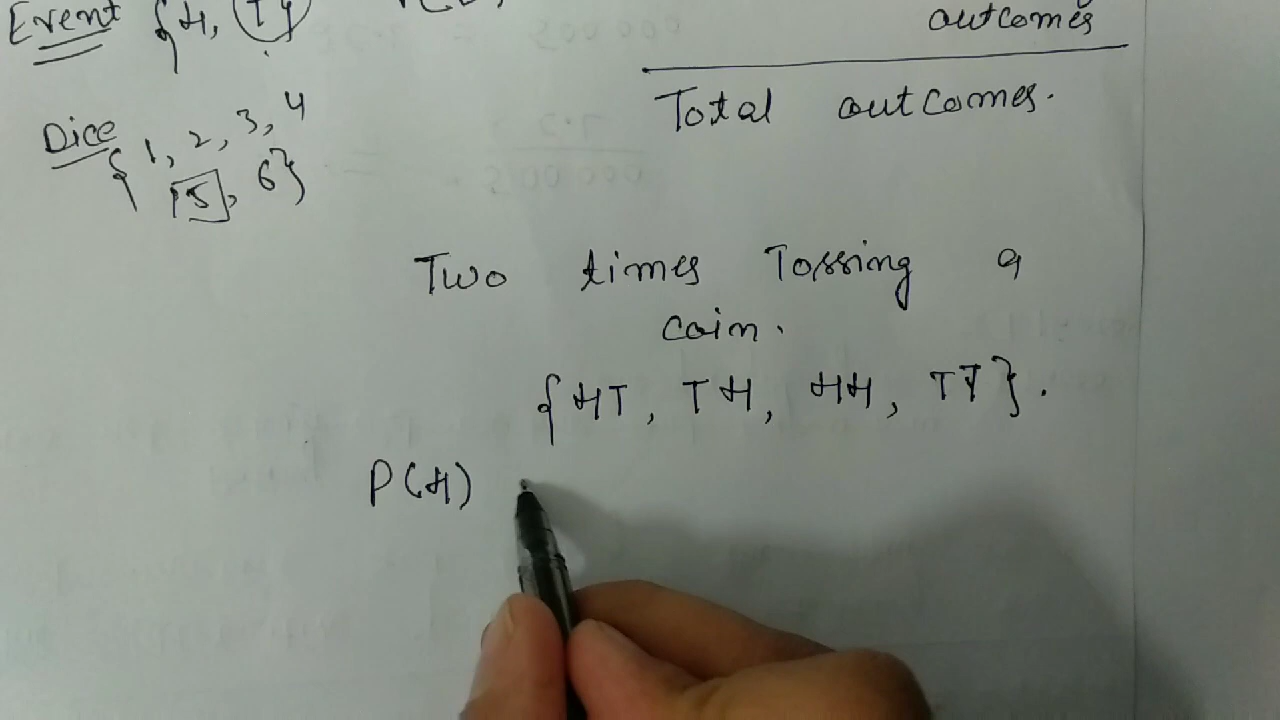 Event {H, T}
outcomes
Total outcomes.
Dice
{1, 2, 3, 4
5, 6}
Two times Tossing a
coin.
{HT, TH, HH, TT}.
P(H)